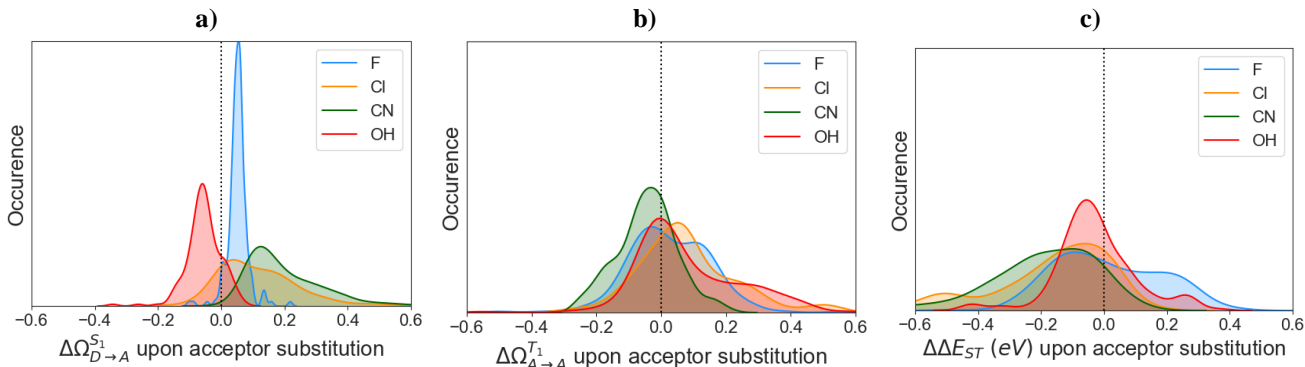 a)
Occurence
F
Cl
CN
OH
−0.6 −0.4 −0.2 0.0 0.2 0.4 0.6
ΔΩ_{D→A}^{S₁} upon acceptor substitution
b)
Occurence
F
Cl
CN
OH
−0.6 −0.4 −0.2 0.0 0.2 0.4 0.6
ΔΩ_{A→A}^{T₁} upon acceptor substitution
c)
Occurence
F
Cl
CN
OH
−0.6 −0.4 −0.2 0.0 0.2 0.4 0.6
ΔΔE_{ST} (eV) upon acceptor substitution